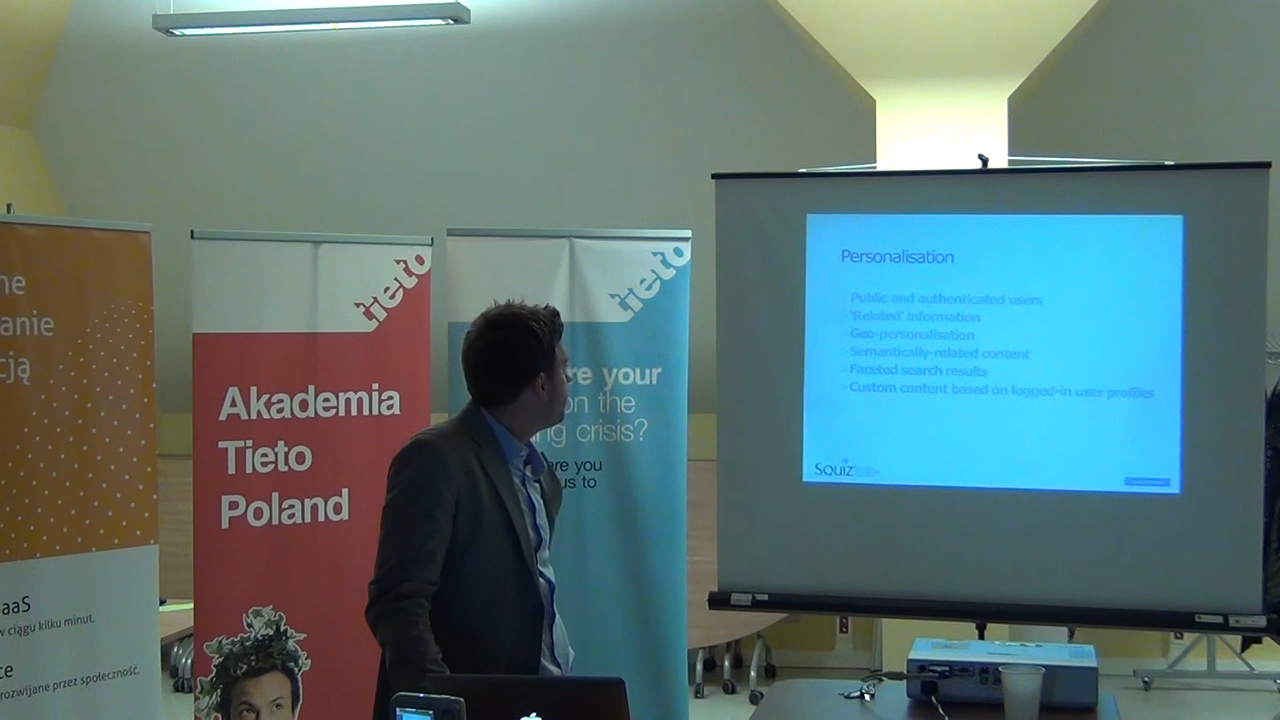 ne
anie
cją
SaaS
w ciągu kilku minut.
ce
rozwijane przez społeczność.
tieto
Akademia
Tieto
Poland
tieto
re your
on the
ng crisis?
are you
us to
Personalisation
Public and authenticated users
'Related' Information
Geo-personalisation
Semantically-related content
Faceted search results
Custom content based on logged-in user profiles
Squiz